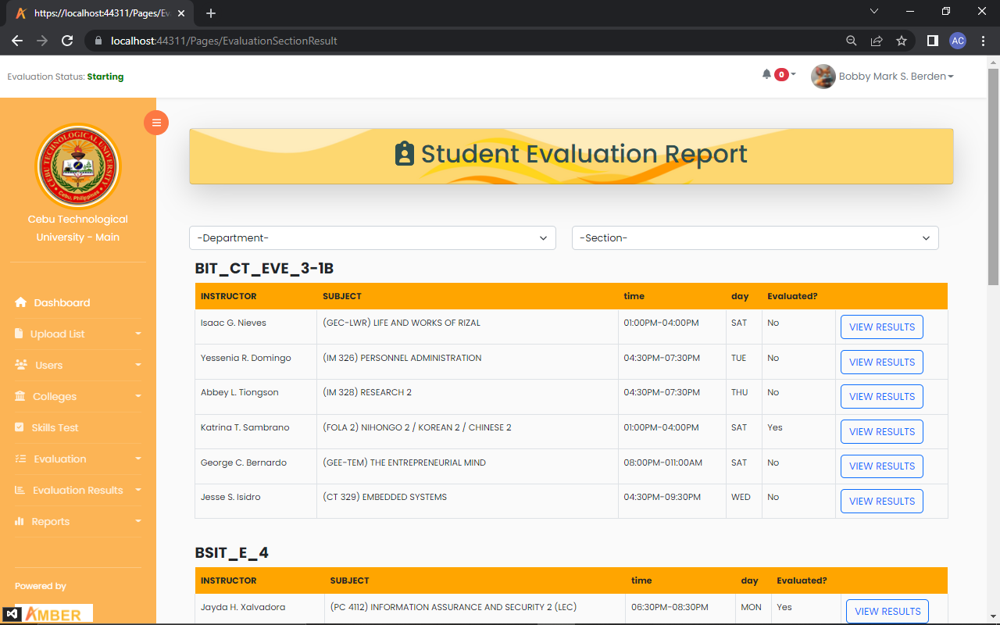 https://localhost:44311/Pages/Ev
localhost:44311/Pages/EvaluationSectionResult
AC
Evaluation Status: Starting
0
Bobby Mark S. Berden
CEBU TECHNOLOGICAL UNIVERSITY
Cebu, Philippines
Cebu Technological
University - Main
Dashboard
Upload List
Users
Colleges
Skills Test
Evaluation
Evaluation Results
Reports
Powered by
AMBER
Student Evaluation Report
-Department- -Section-
BIT_CT_EVE_3-1B
INSTRUCTOR SUBJECT time day Evaluated?
Isaac G. Nieves (GEC-LWR) LIFE AND WORKS OF RIZAL 01:00PM-04:00PM SAT No VIEW RESULTS
Yessenia R. Domingo (IM 326) PERSONNEL ADMINISTRATION 04:30PM-07:30PM TUE No VIEW RESULTS
Abbey L. Tiongson (IM 328) RESEARCH 2 04:30PM-07:30PM THU No VIEW RESULTS
Katrina T. Sambrano (FOLA 2) NIHONGO 2 / KOREAN 2 / CHINESE 2 01:00PM-04:00PM SAT Yes VIEW RESULTS
George C. Bernardo (GEE-TEM) THE ENTREPRENEURIAL MIND 08:00PM-011:00AM SAT No VIEW RESULTS
Jesse S. Isidro (CT 329) EMBEDDED SYSTEMS 04:30PM-09:30PM WED No VIEW RESULTS
BSIT_E_4
INSTRUCTOR SUBJECT time day Evaluated?
Jayda H. Xalvadora (PC 4112) INFORMATION ASSURANCE AND SECURITY 2 (LEC) 06:30PM-08:30PM MON Yes VIEW RESULTS